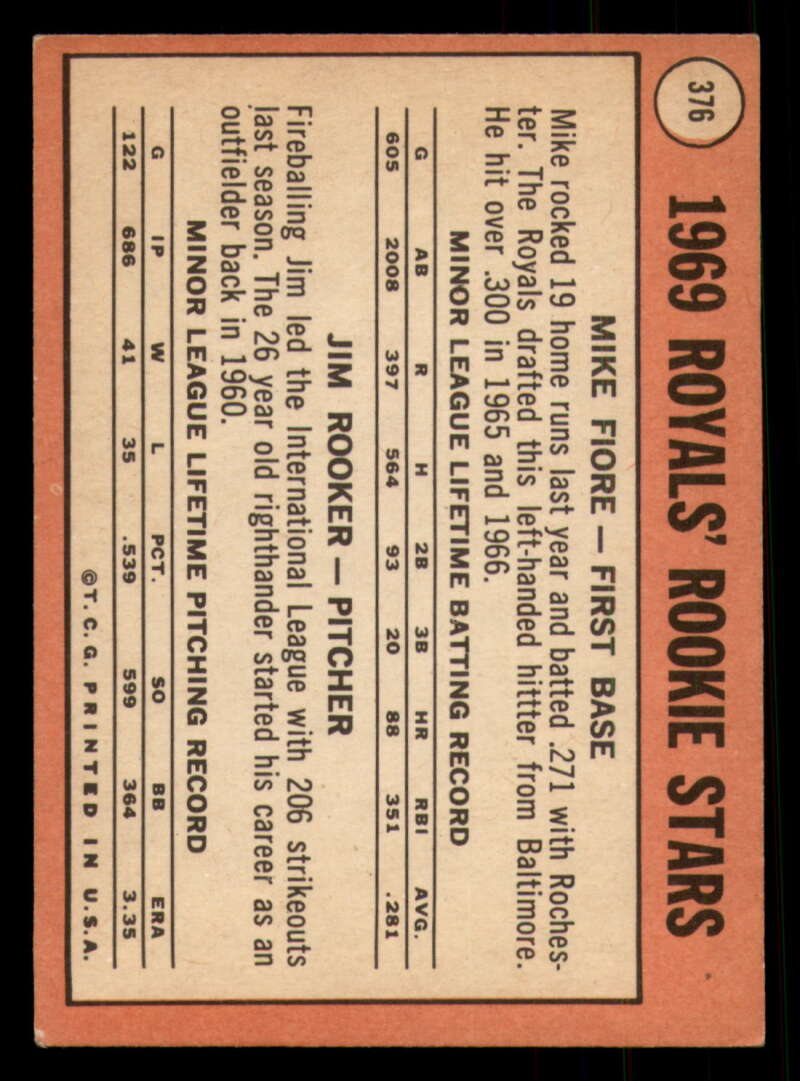 376
1969 ROYALS' ROOKIE STARS
MIKE FIORE — FIRST BASE
Mike rocked 19 home runs last year and batted .271 with Roches-
ter. The Royals drafted this left-handed hittter from Baltimore.
He hit over .300 in 1965 and 1966.
MINOR LEAGUE LIFETIME BATTING RECORD
G AB R H 2B 3B HR RBI AVG.
605 2008 397 564 93 20 88 351 .281
JIM ROOKER — PITCHER
Fireballing Jim led the International League with 206 strikeouts
last season. The 26 year old righthander started his career as an
outfielder back in 1960.
MINOR LEAGUE LIFETIME PITCHING RECORD
G IP W L PCT. SO BB ERA
122 686 41 35 .539 599 364 3.35
©T.C.G. PRINTED IN U.S.A.